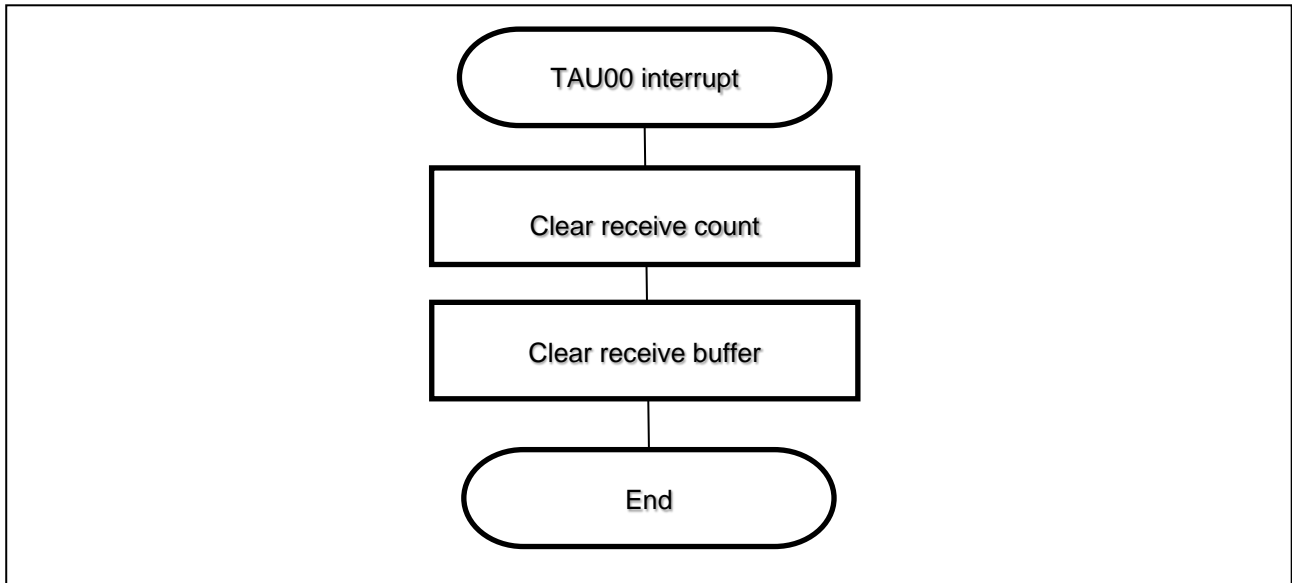 TAU00 interrupt
Clear receive count
Clear receive buffer
End